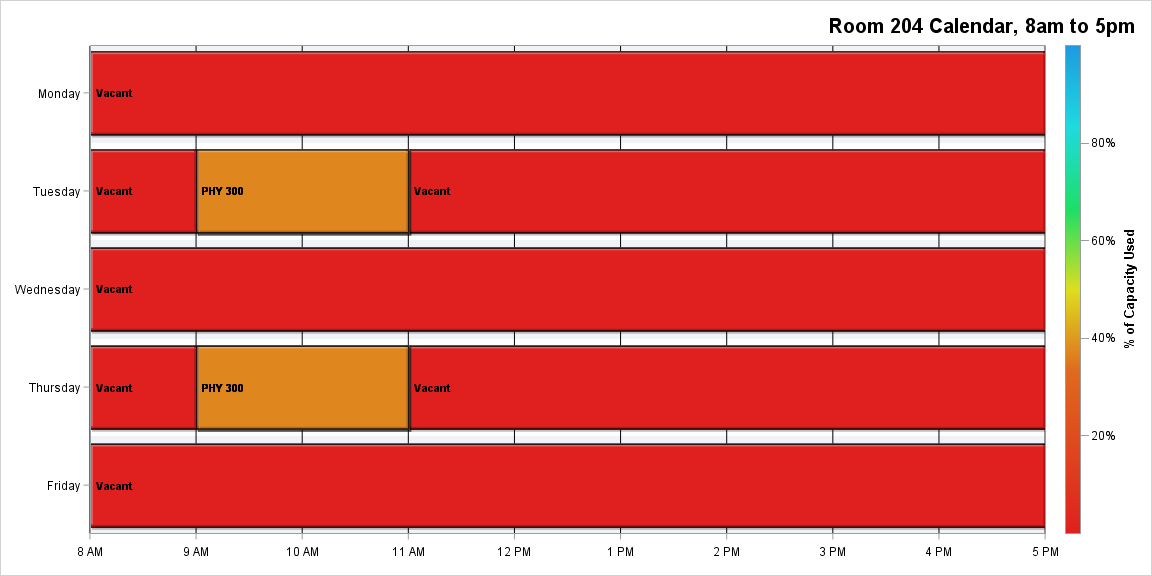 Room 204 Calendar, 8am to 5pm
Monday
Vacant
Tuesday
Vacant
PHY 300
Vacant
Wednesday
Vacant
Thursday
Vacant
PHY 300
Vacant
Friday
Vacant
8 AM
9 AM
10 AM
11 AM
12 PM
1 PM
2 PM
3 PM
4 PM
5 PM
80%
60%
40%
20%
% of Capacity Used